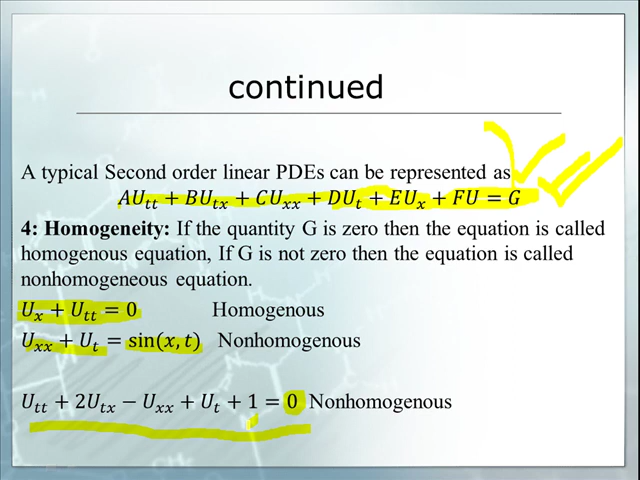 continued
A typical Second order linear PDEs can be represented as
AU_tt + BU_tx + CU_xx + DU_t + EU_x + FU = G
4: Homogeneity: If the quantity G is zero then the equation is called
homogenous equation, If G is not zero then the equation is called
nonhomogeneous equation.
U_x + U_tt = 0 Homogenous
U_xx + U_t = sin(x, t) Nonhomogenous
U_tt + 2U_tx − U_xx + U_t + 1 = 0 Nonhomogenous